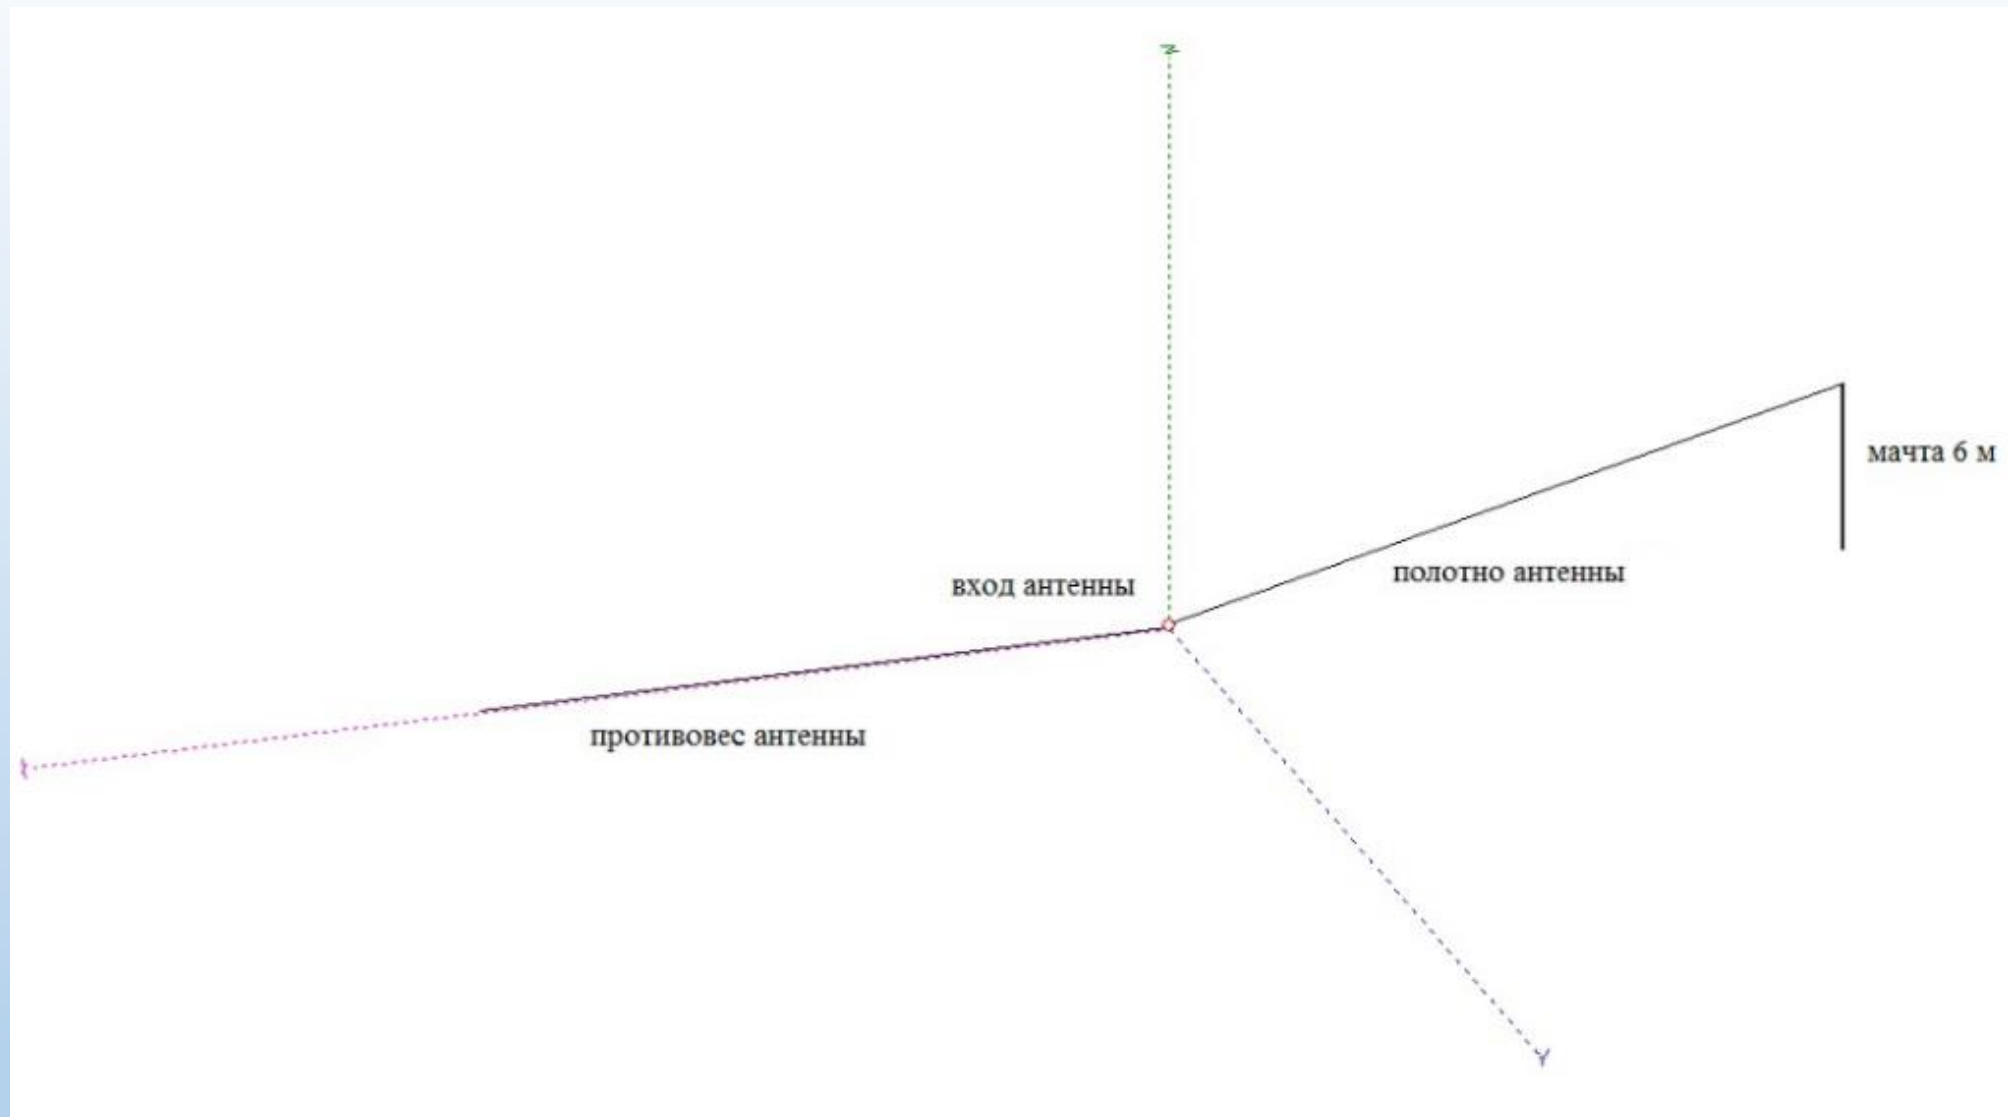 Z
мачта 6 м
полотно антенны
вход антенны
противовес антенны
X
Y